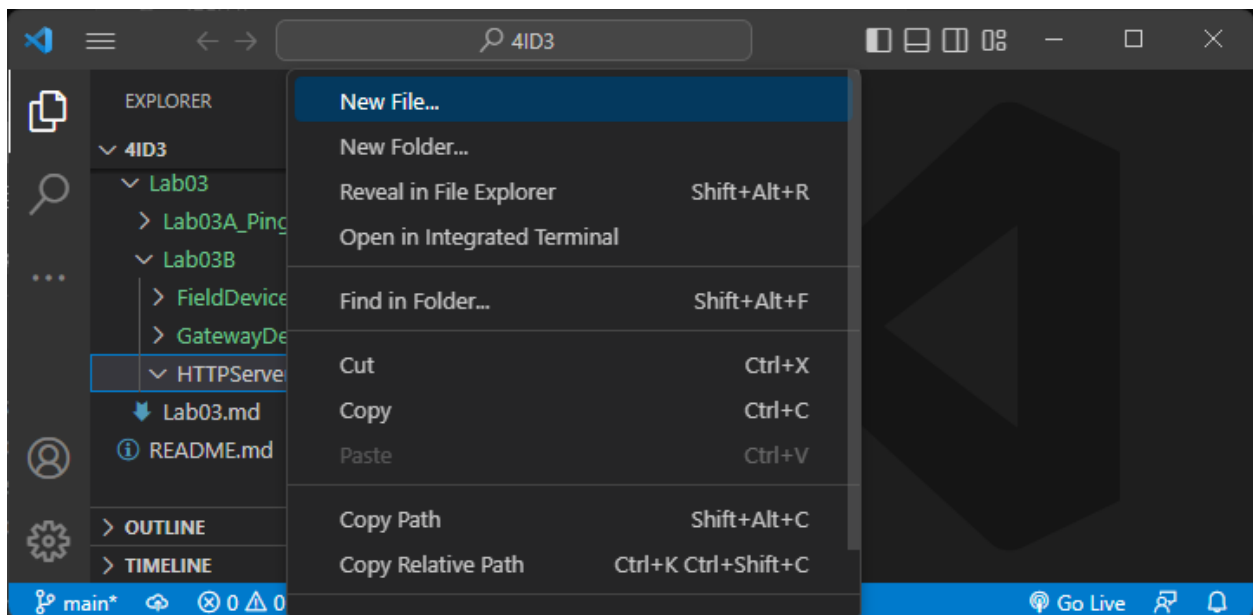 4ID3
EXPLORER
4ID3
Lab03
Lab03A_Ping
Lab03B
FieldDevice
GatewayDe
HTTPServe
Lab03.md
README.md
OUTLINE
TIMELINE
New File...
New Folder...
Reveal in File Explorer Shift+Alt+R
Open in Integrated Terminal
Find in Folder... Shift+Alt+F
Cut Ctrl+X
Copy Ctrl+C
Paste Ctrl+V
Copy Path Shift+Alt+C
Copy Relative Path Ctrl+K Ctrl+Shift+C
main* 0 0 Go Live